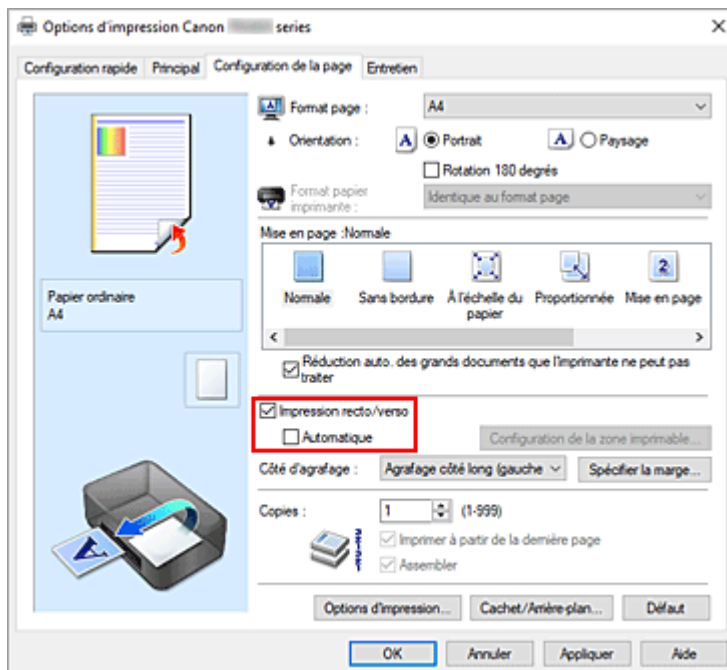 Options d'impression Canon series
Configuration rapide Principal Configuration de la page Entretien
Format page : A4
Orientation : A Portrait A Paysage
Rotation 180 degrés
Format papier imprimante : Identique au format page
Mise en page :Normale
Normale Sans bordure À l'échelle du papier Proportionnée 2 Mise en page
Papier ordinaire
A4
Réduction auto. des grands documents que l'imprimante ne peut pas
traiter
Impression recto/verso
Automatique Configuration de la zone imprimable...
Côté d'agrafage : Agrafage côté long (gauche Spécifier la marge...
Copies : 1 (1-999)
Imprimer à partir de la dernière page
Assembler
A
Options d'impression... Cachet/Arrière-plan... Défaut
OK Annuler Appliquer Aide